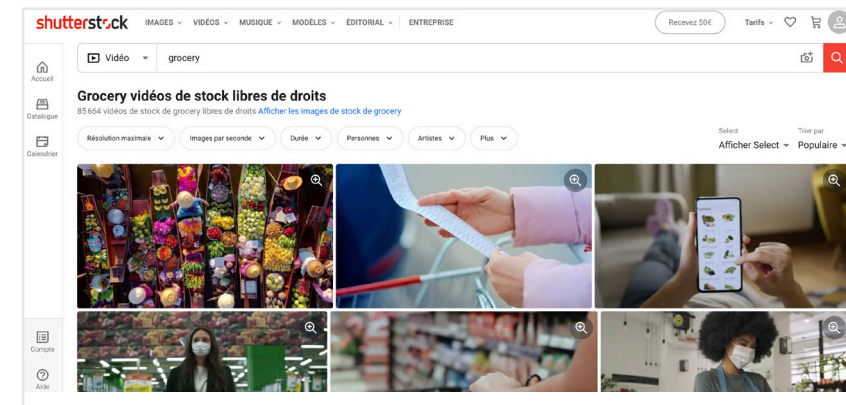 shutterstock IMAGES VIDÉOS MUSIQUE MODÈLES ÉDITORIAL ENTREPRISE Recevez 50€ Tarifs
Vidéo grocery
Accueil
Catalogue
Calendrier
Grocery vidéos de stock libres de droits
85 664 vidéos de stock de grocery libres de droits Afficher les images de stock de grocery
Résolution maximale Images par seconde Durée Personnes Artistes Plus
Select Trier par
Afficher Select Populaire
Compte
Aide